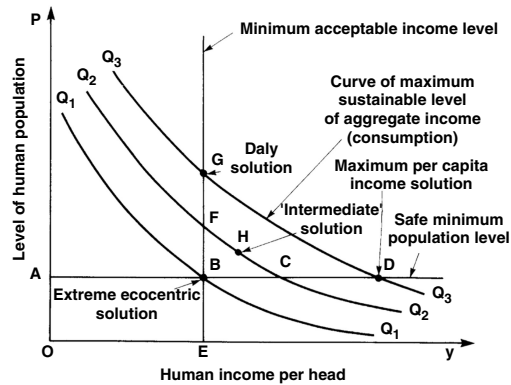 P
Minimum acceptable income level
Q3
Q2
Q1
Curve of maximum
sustainable level
of aggregate income
(consumption)
Level of human population
G
Daly
solution
Maximum per capita
income solution
'Intermediate'
solution
Safe minimum
population level
F
H
A
B
C
D
Extreme ecocentric
solution
Q3
Q2
Q1
O
E
y
Human income per head